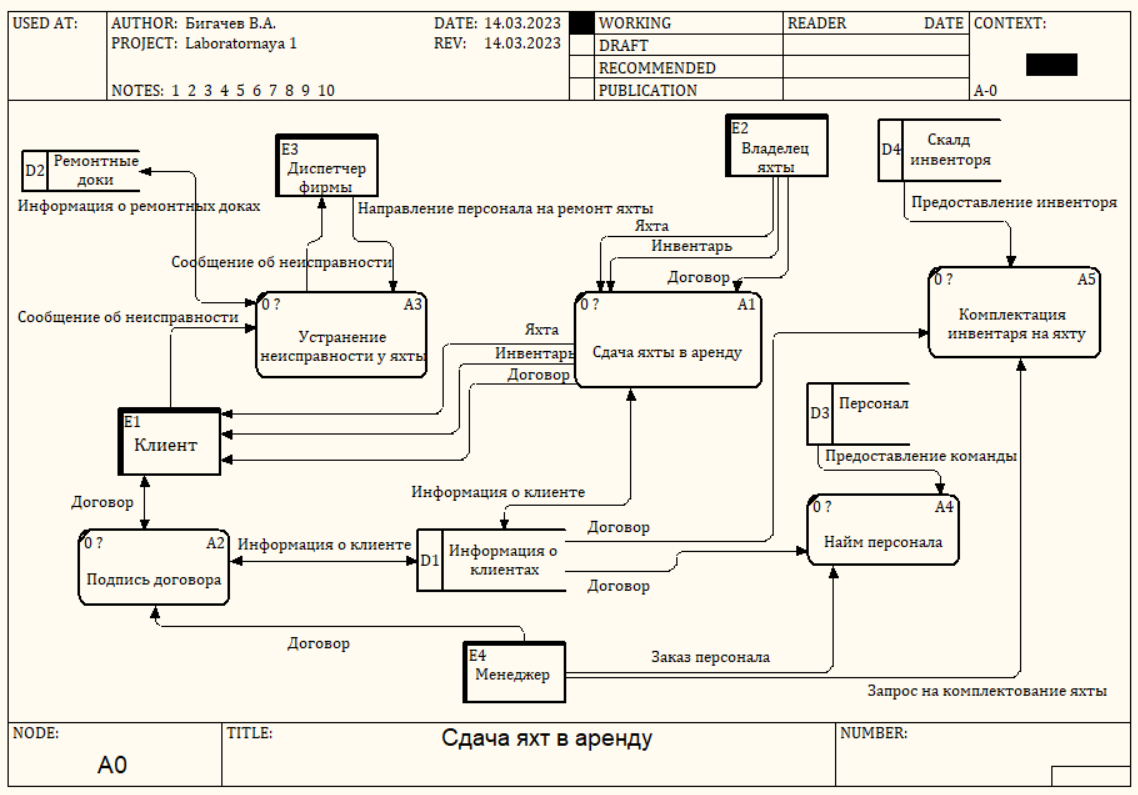 USED AT:
AUTHOR: Бигачев В.А.
DATE: 14.03.2023
PROJECT: Laboratornaya 1
REV: 14.03.2023
NOTES: 1 2 3 4 5 6 7 8 9 10
WORKING
DRAFT
RECOMMENDED
PUBLICATION
READER
DATE
CONTEXT:
A-0
D2
Ремонтные
доки
E3
Диспетчер
фирмы
E2
Владелец
яхты
D4
Скалд
инвенторя
Информация о ремонтных доках
Направление персонала на ремонт яхты
Предоставление инвенторя
Яхта
Инвентарь
Договор
Сообщение об неисправности
Сообщение об неисправности
0 ?
A3
Устранение
неисправности у яхты
0 ?
A1
Сдача яхты в аренду
0 ?
A5
Комплектация
инвентаря на яхту
Яхта
Инвентарь
Договор
E1
Клиент
D3
Персонал
Предоставление команды
Договор
Информация о клиенте
0 ?
A2
Подпись договора
Информация о клиенте
D1
Информация о
клиентах
Договор
Договор
0 ?
A4
Найм персонала
Договор
E4
Менеджер
Заказ персонала
Запрос на комплектование яхты
NODE:
A0
TITLE:
Сдача яхт в аренду
NUMBER: